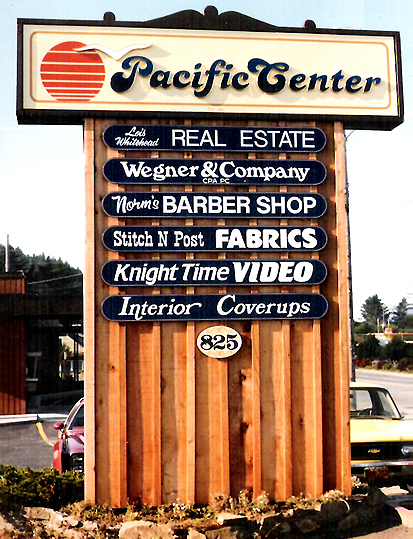 Pacific Center
Lois Whitehead REAL ESTATE
Wegner & Company
CPA, PC
Norm's BARBER SHOP
Stitch N Post FABRICS
Knight Time VIDEO
Interior Coverups
825